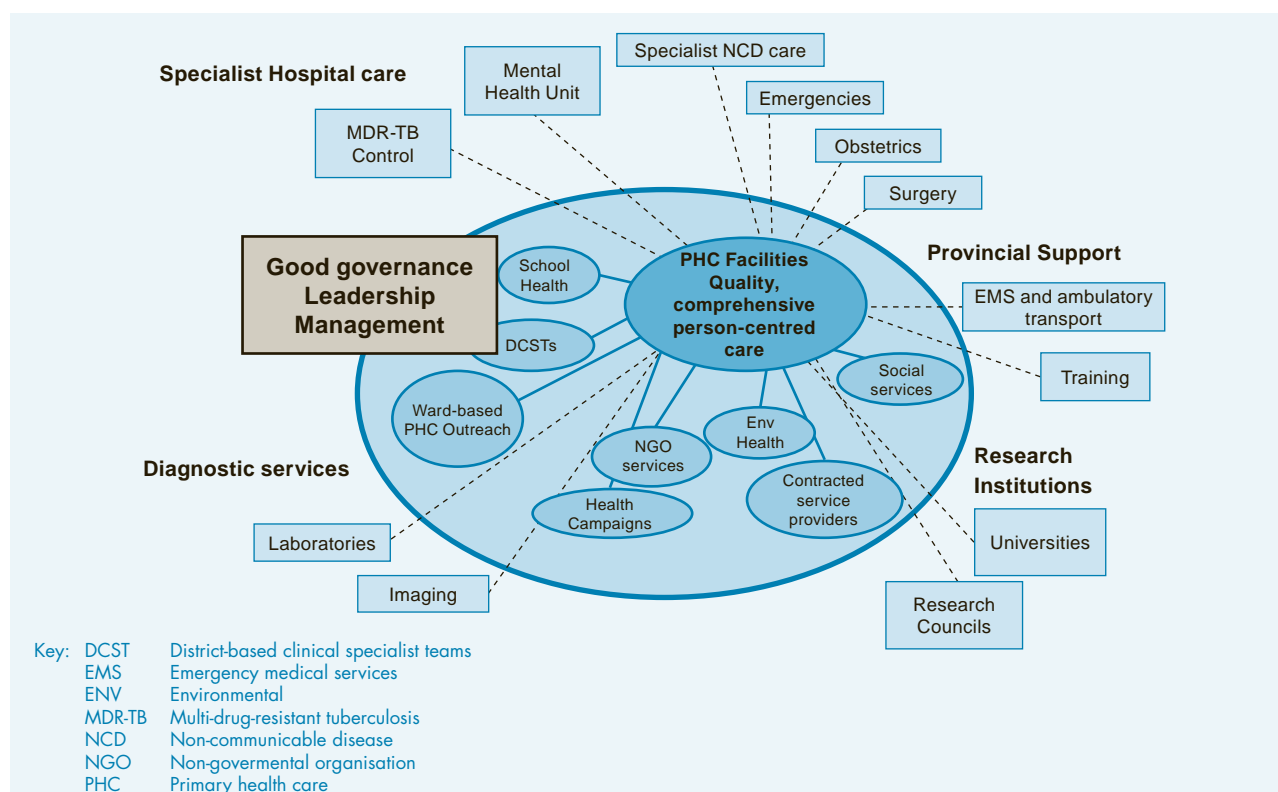 Specialist Hospital care
Mental
Health Unit
Specialist NCD care
Emergencies
MDR-TB
Control
Obstetrics
Surgery
Good governance
Leadership
Management
School
Health
PHC Facilities
Quality,
comprehensive
person-centred
care
Provincial Support
EMS and ambulatory
transport
DCSTs
Social
services
Training
Ward-based
PHC Outreach
Env
Health
NGO
services
Diagnostic services
Research
Institutions
Contracted
service
providers
Health
Campaigns
Laboratories
Universities
Imaging
Research
Councils
Key: DCST District-based clinical specialist teams
EMS Emergency medical services
ENV Environmental
MDR-TB Multi-drug-resistant tuberculosis
NCD Non-communicable disease
NGO Non-govermental organisation
PHC Primary health care